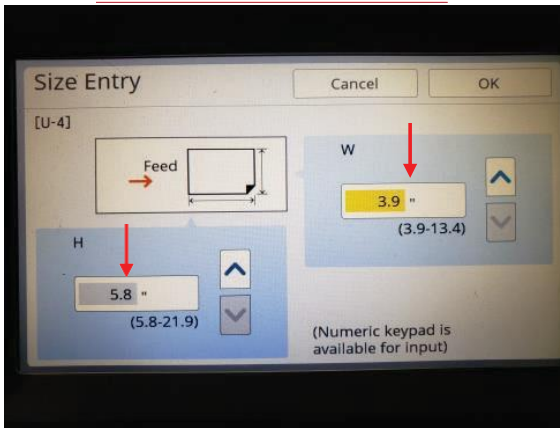 Size Entry
Cancel
OK
[U-4]
Feed
W
3.9 "
(3.9-13.4)
H
5.8 "
(5.8-21.9)
(Numeric keypad is
available for input)